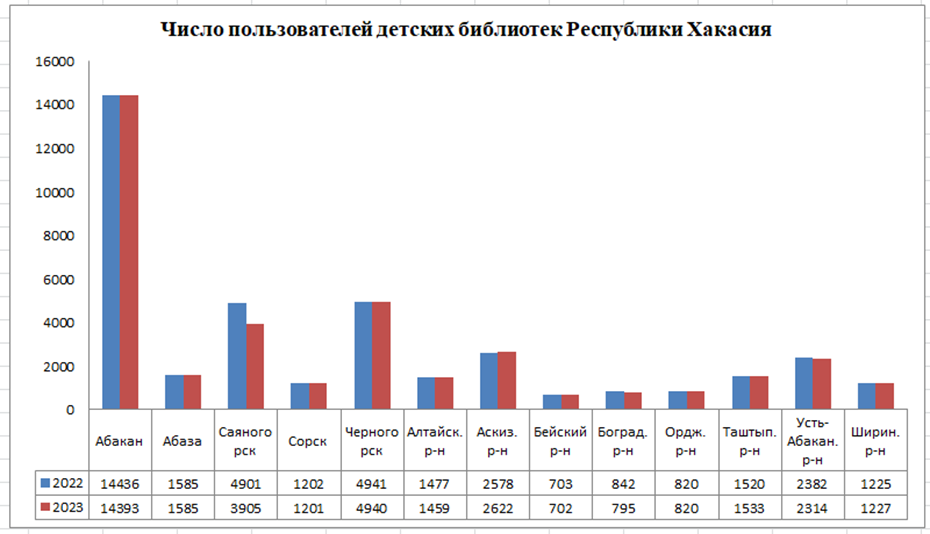 Число пользователей детских библиотек Республики Хакасия
16000
14000
12000
10000
8000
6000
4000
2000
0
Абакан Абаза Саяного Сорск Черного Алтайск. Аскиз. Бейский Боград. Ордж. Таштып. Усть- Ширин.
рск рск р-н р-н р-н р-н р-н р-н Абакан. р-н
р-н
2022 14436 1585 4901 1202 4941 1477 2578 703 842 820 1520 2382 1225
2023 14393 1585 3905 1201 4940 1459 2622 702 795 820 1533 2314 1227